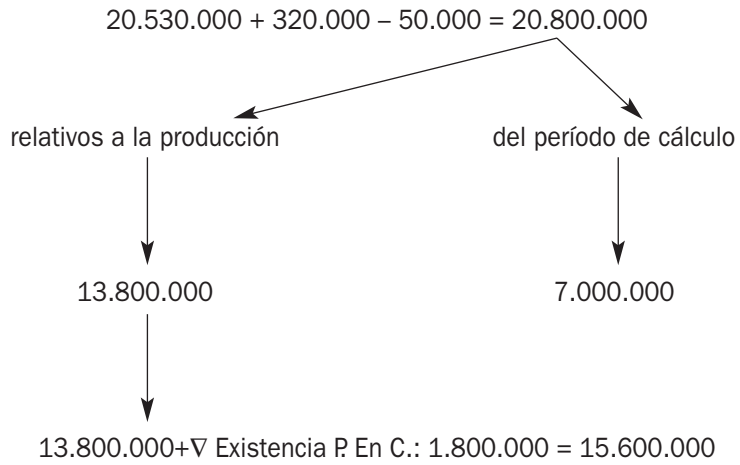 20.530.000 + 320.000 – 50.000 = 20.800.000
relativos a la producción
del período de cálculo
13.800.000
7.000.000
13.800.000+∇ Existencia P. En C.: 1.800.000 = 15.600.000